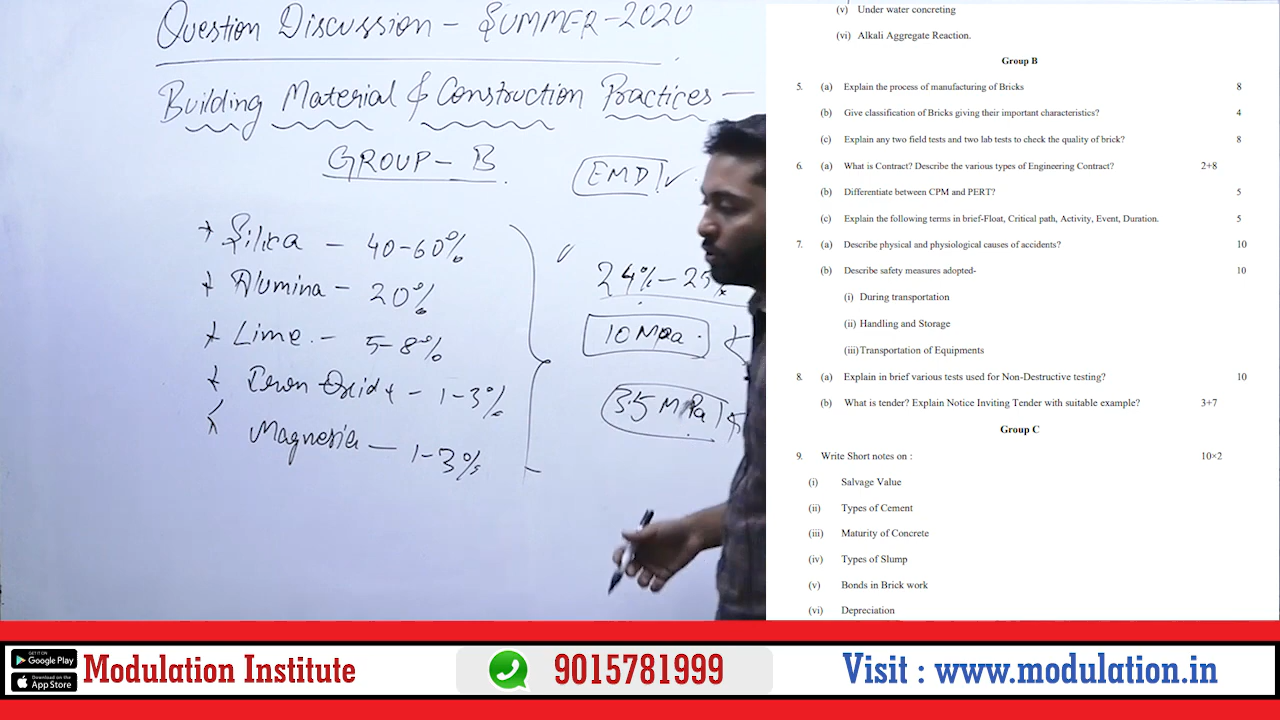 Question Discussion – SUMMER-2020
Building Material & Construction Practices –
GROUP-B
EMD
+ Silica – 40-60%
+ Alumina – 20%
+ Lime. – 5-8%
+ Iron Oxide – 1-3%
Magnesia – 1-3%
24%-25%
10 MPa.
3.5 MPa
(v) Under water concreting
(vi) Alkali Aggregate Reaction.
Group B
5. (a) Explain the process of manufacturing of Bricks 8
(b) Give classification of Bricks giving their important characteristics? 4
(c) Explain any two field tests and two lab tests to check the quality of brick? 8
6. (a) What is Contract? Describe the various types of Engineering Contract? 2+8
(b) Differentiate between CPM and PERT? 5
(c) Explain the following terms in brief-Float, Critical path, Activity, Event, Duration. 5
7. (a) Describe physical and physiological causes of accidents? 10
(b) Describe safety measures adopted- 10
(i) During transportation
(ii) Handling and Storage
(iii)Transportation of Equipments
8. (a) Explain in brief various tests used for Non-Destructive testing? 10
(b) What is tender? Explain Notice Inviting Tender with suitable example? 3+7
Group C
9. Write Short notes on : 10×2
(i) Salvage Value
(ii) Types of Cement
(iii) Maturity of Concrete
(iv) Types of Slump
(v) Bonds in Brick work
(vi) Depreciation
GET IT ON
Google Play
Download on the
App Store
Modulation Institute
9015781999
Visit : www.modulation.in